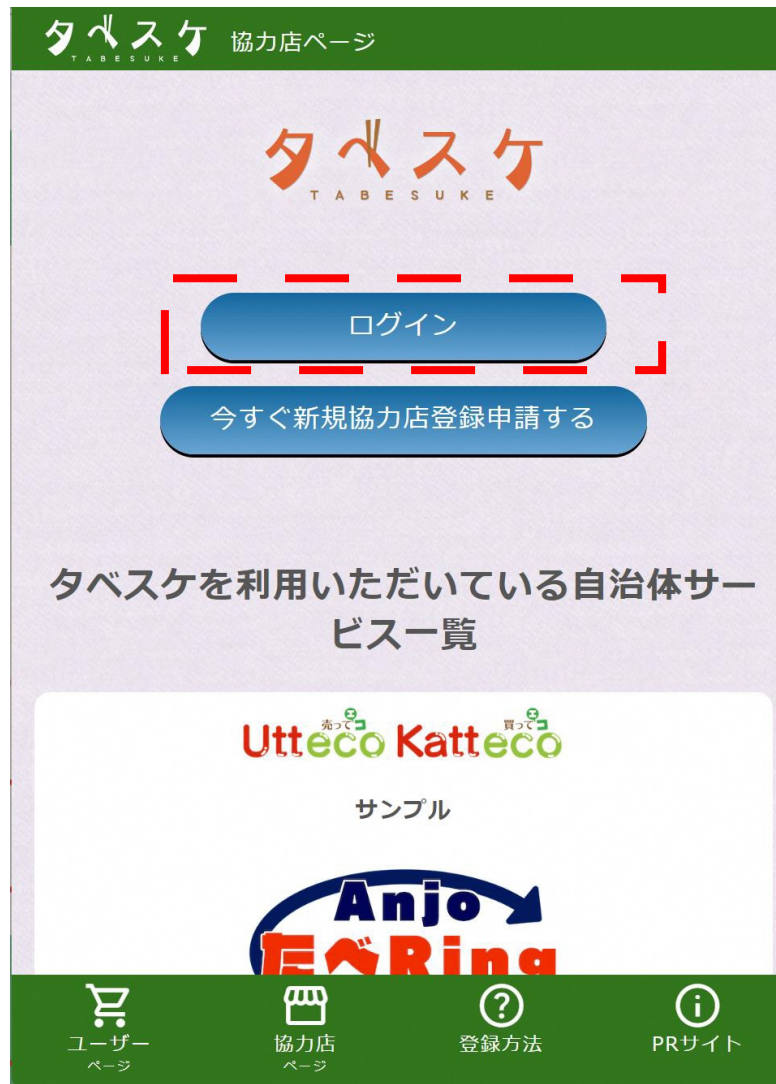 タベスケ 協力店ページ
TABESUKE
タベスケ
TABESUKE
ログイン
今すぐ新規協力店登録申請する
タベスケを利用いただいている自治体サー
ビス一覧
売って エコ 買って エコ
Utteco Katteco
サンプル
Anjo
たべRing
ユーザー 協力店 登録方法 PRサイト
ページ ページ